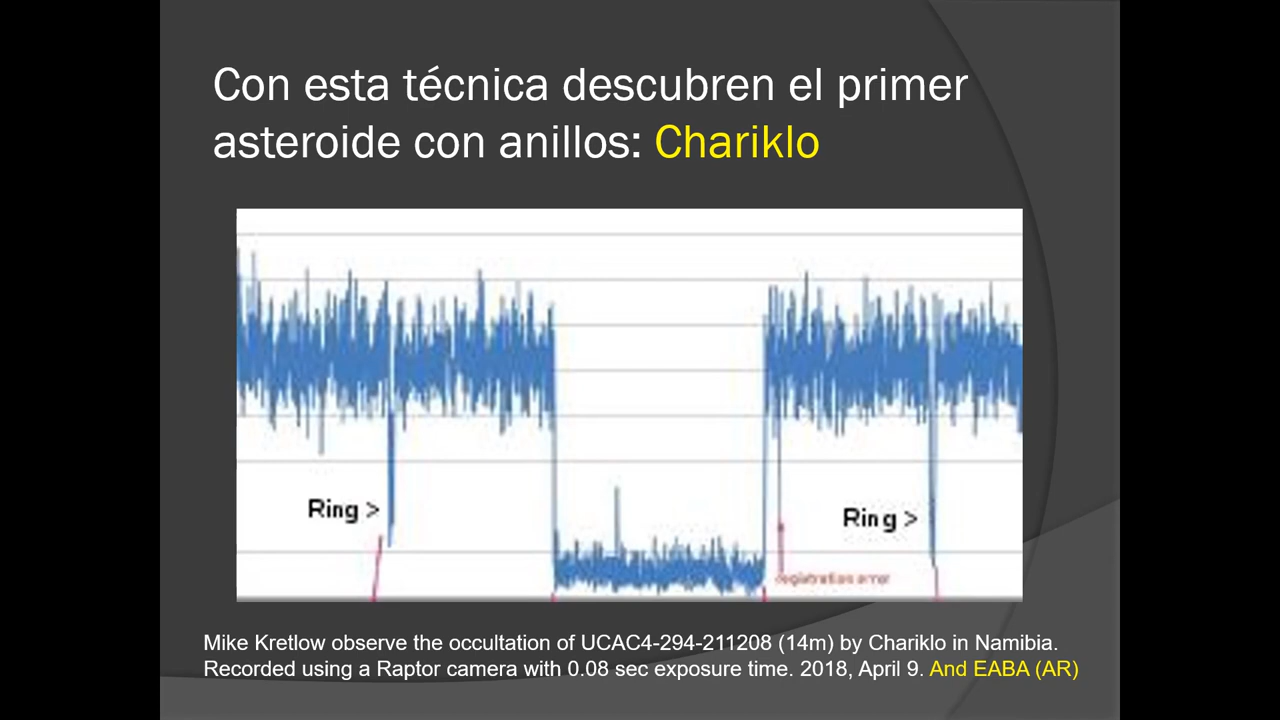 Con esta técnica descubren el primer
asteroide con anillos: Chariklo
Ring >
Ring >
registration error
Mike Kretlow observe the occultation of UCAC4-294-211208 (14m) by Chariklo in Namibia.
Recorded using a Raptor camera with 0.08 sec exposure time. 2018, April 9. And EABA (AR)